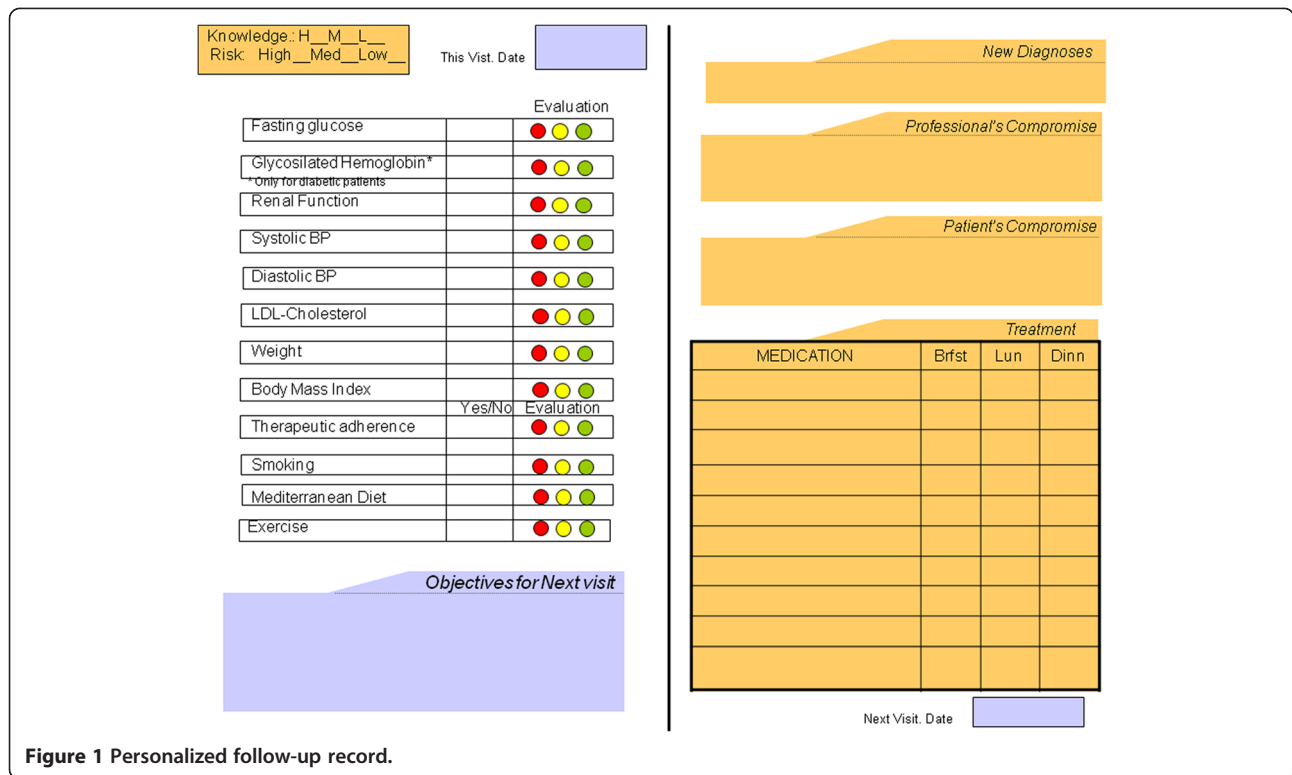 Knowledge.: H__M__L__
Risk: High__Med__Low__
This Vist. Date
Evaluation
Fasting glucose
Glycosilated Hemoglobin*
* Only for diabetic patients
Renal Function
Systolic BP
Diastolic BP
LDL-Cholesterol
Weight
Body Mass Index
Yes/No Evaluation
Therapeutic adherence
Smoking
Mediterranean Diet
Exercise
Objectives for Next visit
New Diagnoses
Professional's Compromise
Patient's Compromise
Treatment
MEDICATION Brfst Lun Dinn
Next Visit. Date
Figure 1 Personalized follow-up record.